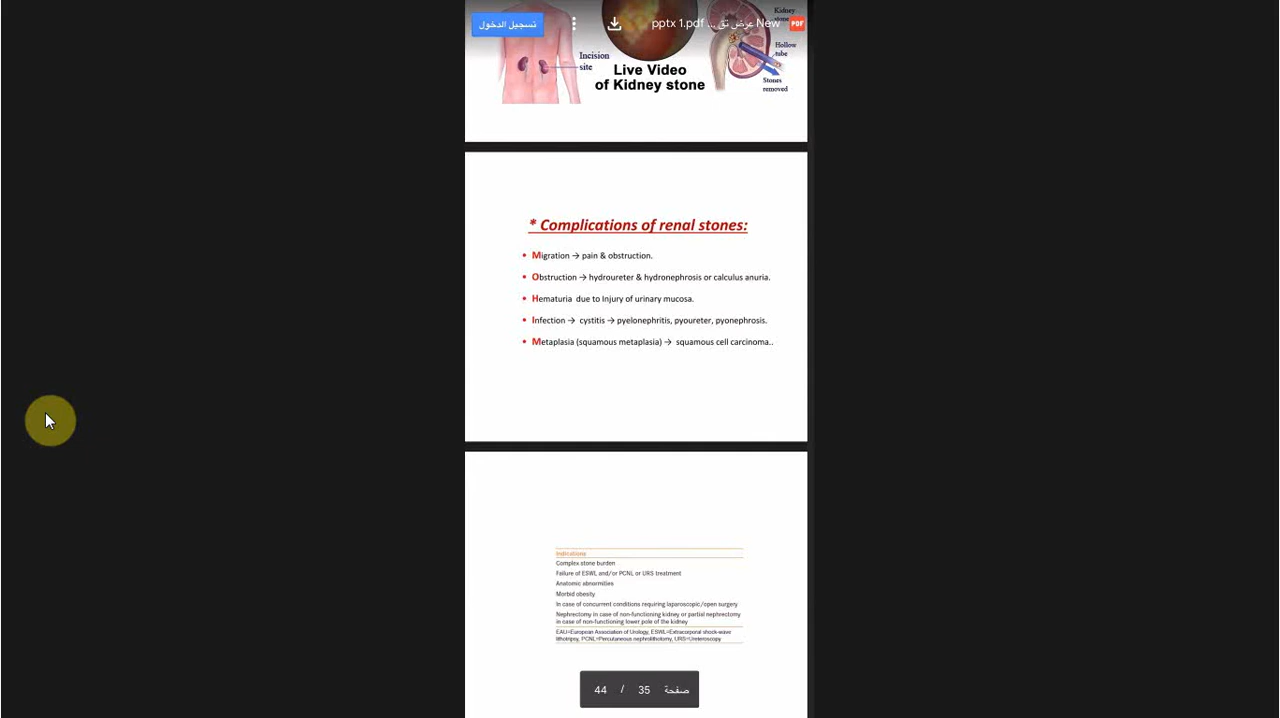 تسجيل الدخول
New عرض تق... pptx 1.pdf
PDF
Incision
site
Live Video
of Kidney stone
Kidney
stone
Hollow
tube
Stones
removed
* Complications of renal stones:
• Migration → pain & obstruction.
• Obstruction → hydroureter & hydronephrosis or calculus anuria.
• Hematuria due to Injury of urinary mucosa.
• Infection → cystitis → pyelonephritis, pyoureter, pyonephrosis.
• Metaplasia (squamous metaplasia) → squamous cell carcinoma..
Indications
Complex stone burden
Failure of ESWL and/or PCNL or URS treatment
Anatomic abnormities
Morbid obesity
In case of concurrent conditions requiring laparoscopic/open surgery
Nephrectomy in case of non-functioning kidney or partial nephrectomy
in case of non-functioning lower pole of the kidney
EAU=European Association of Urology, ESWL=Extracorporal shock-wave
lithotripsy, PCNL=Percutaneous nephrolithotomy, URS=Ureteroscopy
صفحة 35 / 44